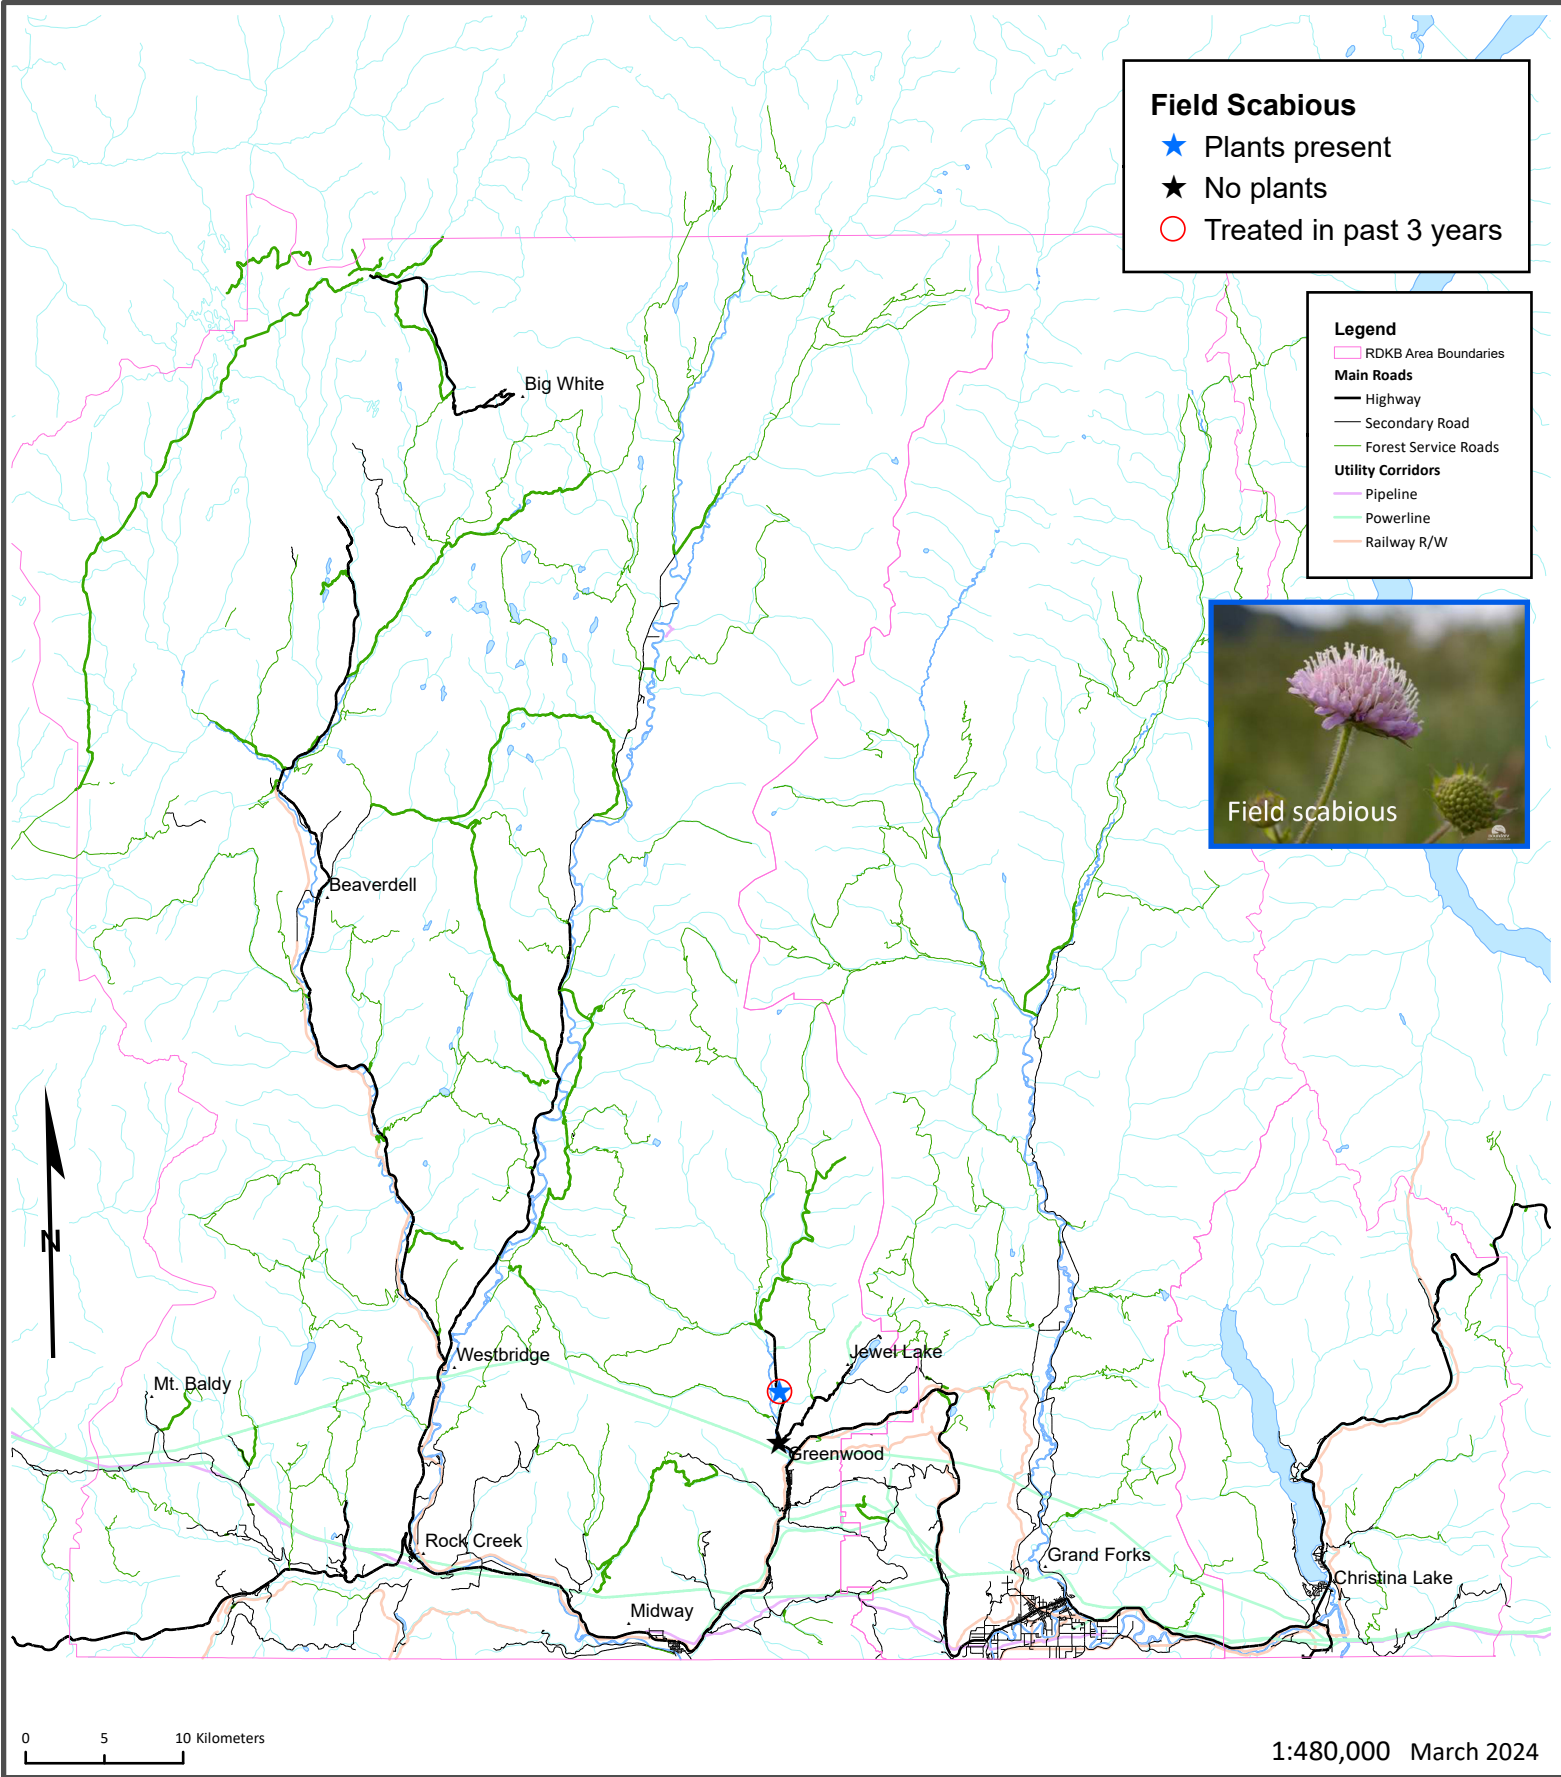 Field Scabious
Plants present
No plants
Treated in past 3 years
Legend
RDKB Area Boundaries
Main Roads
Highway
Secondary Road
Forest Service Roads
Utility Corridors
Pipeline
Powerline
Railway R/W
Big White
Field scabious
Beaverdell
N
Jewel Lake
Westbridge
Mt. Baldy
Greenwood
Rock Creek
Grand Forks
Christina Lake
Midway
0 5 10 Kilometers
1:480,000 March 2024